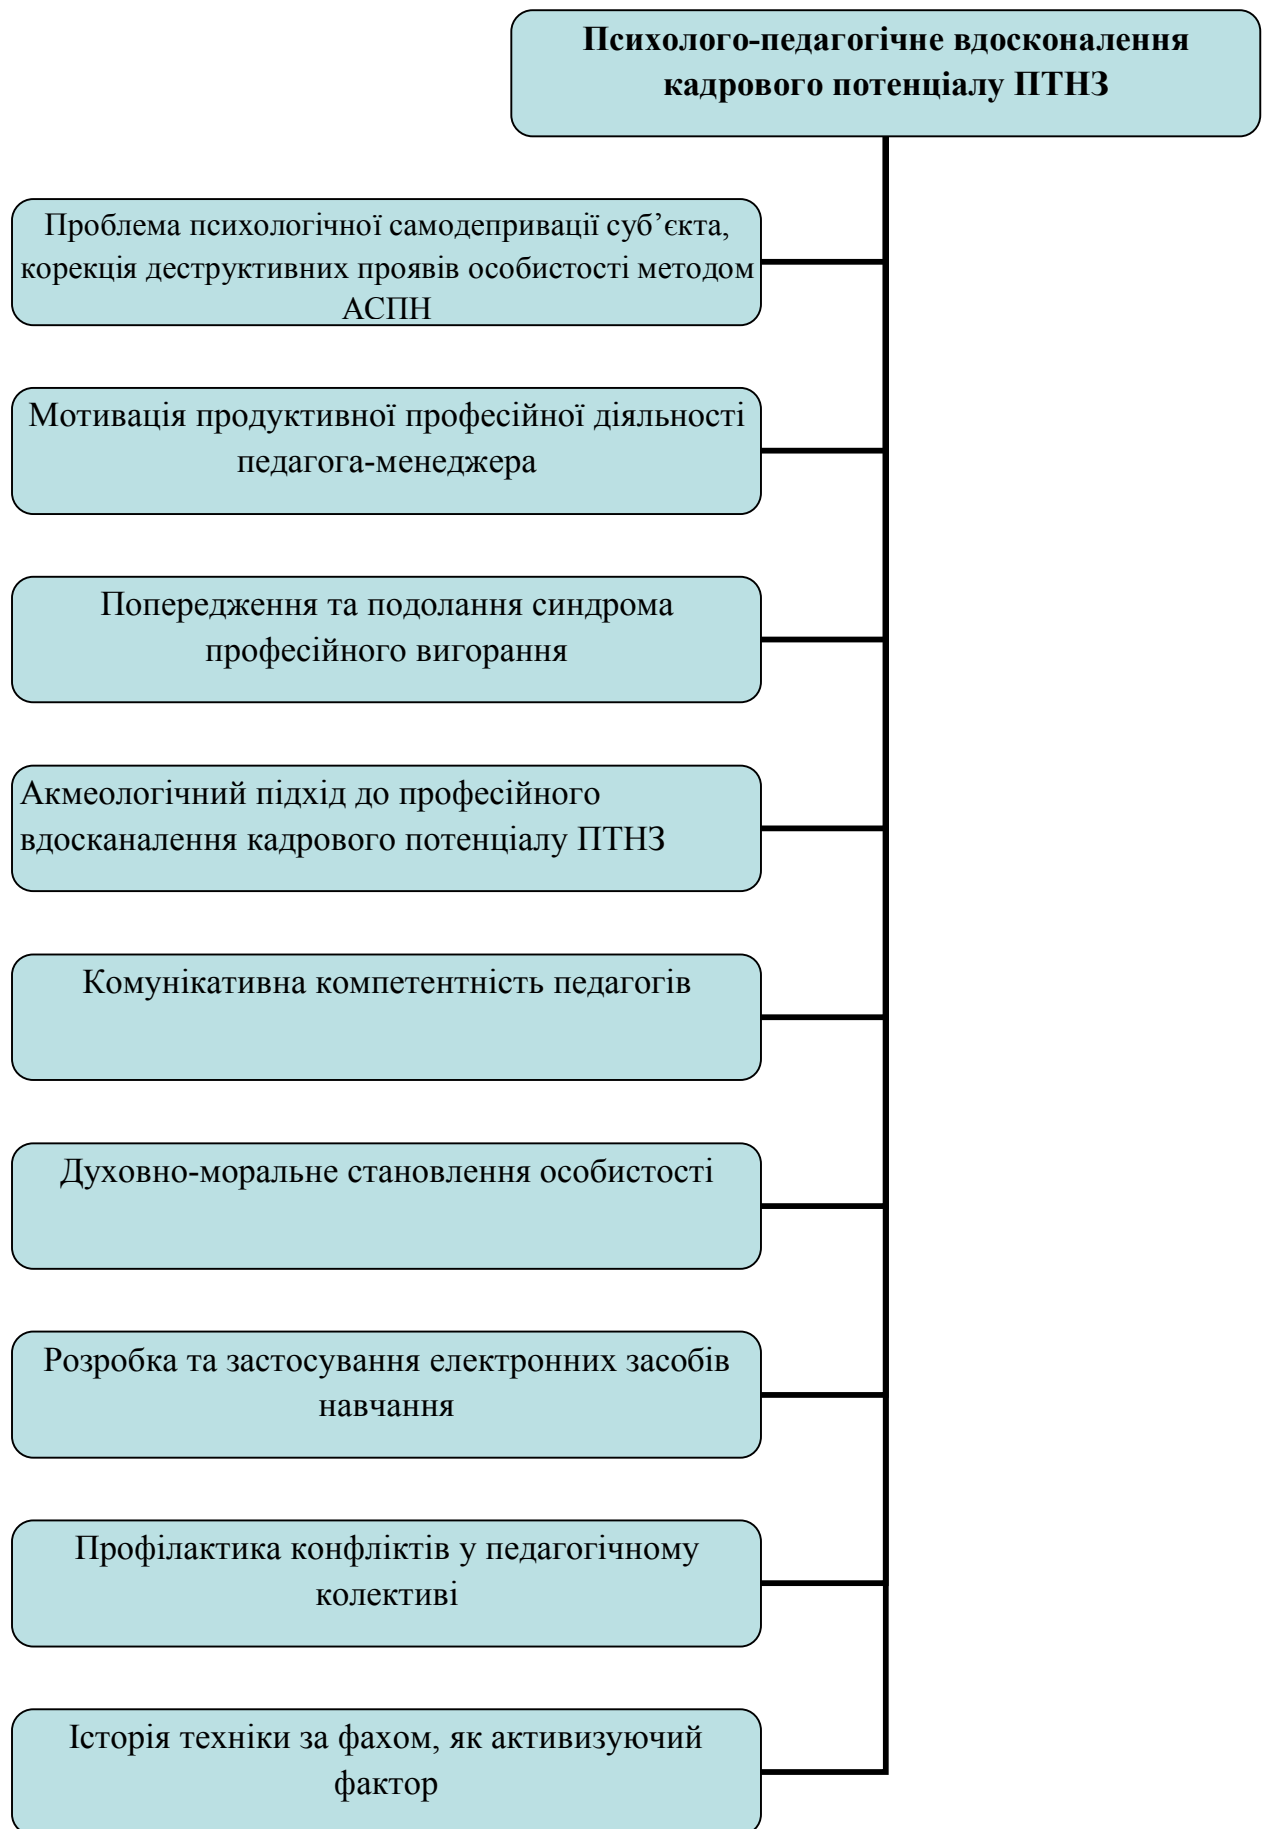 Психолого-педагогічне вдосконалення
кадрового потенціалу ПТНЗ
Проблема психологічної самодепривації суб’єкта,
корекція деструктивних проявів особистості методом
АСПН
Мотивація продуктивної професійної діяльності
педагога-менеджера
Попередження та подолання синдрома
професійного вигорання
Акмеологічний підхід до професійного
вдосканалення кадрового потенціалу ПТНЗ
Комунікативна компетентність педагогів
Духовно-моральне становлення особистості
Розробка та застосування електронних засобів
навчання
Профілактика конфліктів у педагогічному
колективі
Історія техніки за фахом, як активизуючий
фактор